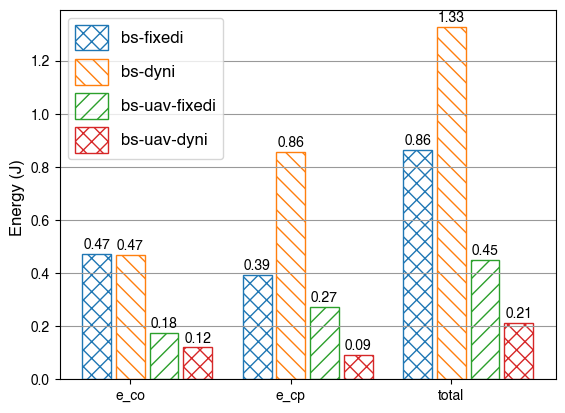 1.33
bs-fixedi
bs-dyni
bs-uav-fixedi
bs-uav-dyni
Energy (J)
1.2
1.0
0.8
0.6
0.4
0.2
0.0
0.47 0.47 0.18 0.12
0.39 0.86 0.27 0.09
0.86 0.45 0.21
e_co e_cp total